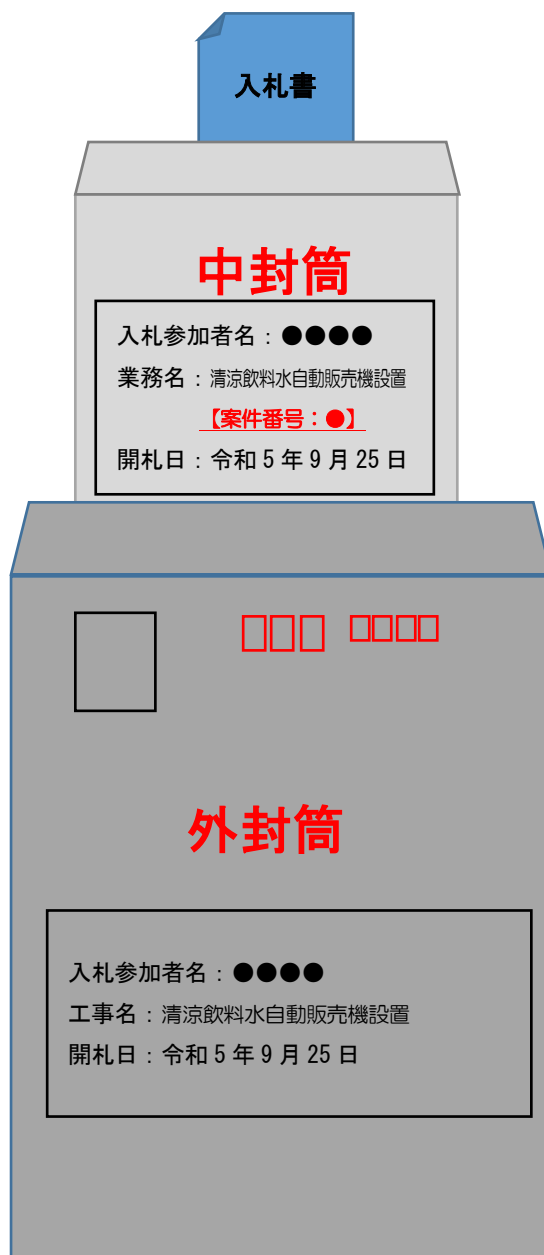 入札書
中封筒
入札参加者名：●●●●
業務名：清涼飲料水自動販売機設置
【案件番号：●】
開札日：令和5年9月25日
□□□ □□□□
外封筒
入札参加者名：●●●●
工事名：清涼飲料水自動販売機設置
開札日：令和5年9月25日